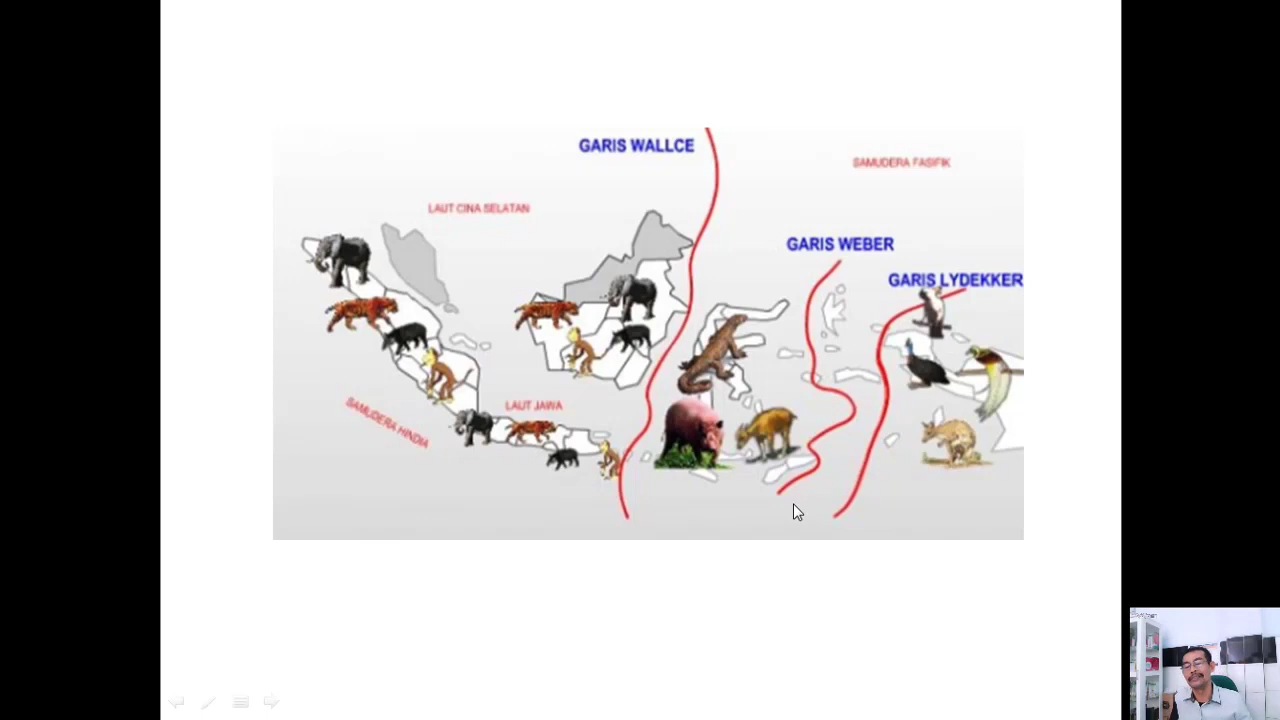 GARIS WALLCE
SAMUDERA FASIFIK
LAUT CINA SELATAN
GARIS WEBER
GARIS LYDEKKER
LAUT JAWA
SAMUDERA HINDIA